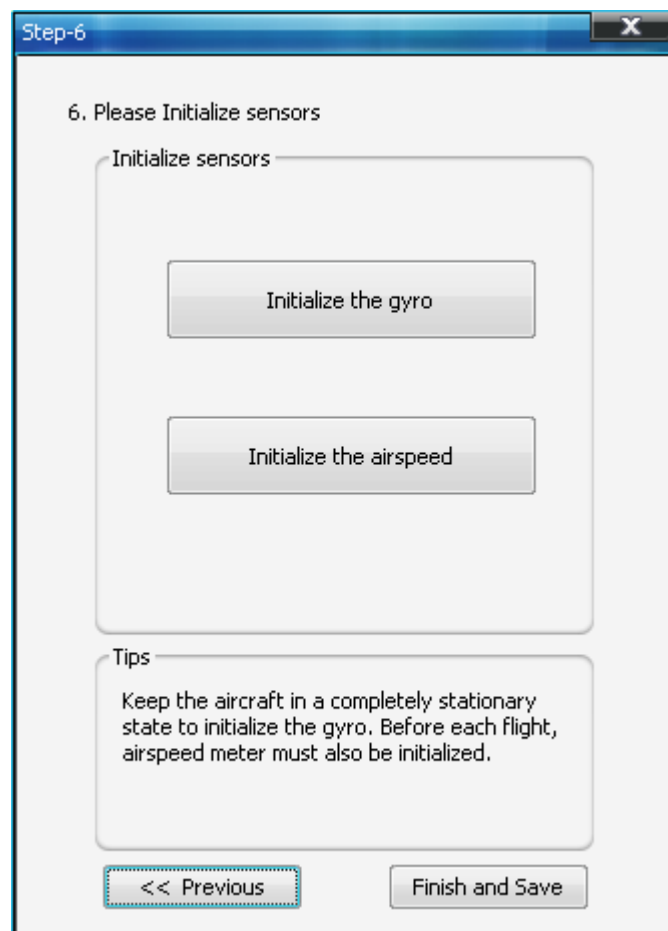 Step-6
X
6. Please Initialize sensors
Initialize sensors
Initialize the gyro
Initialize the airspeed
Tips
Keep the aircraft in a completely stationary
state to initialize the gyro. Before each flight,
airspeed meter must also be initialized.
<< Previous
Finish and Save